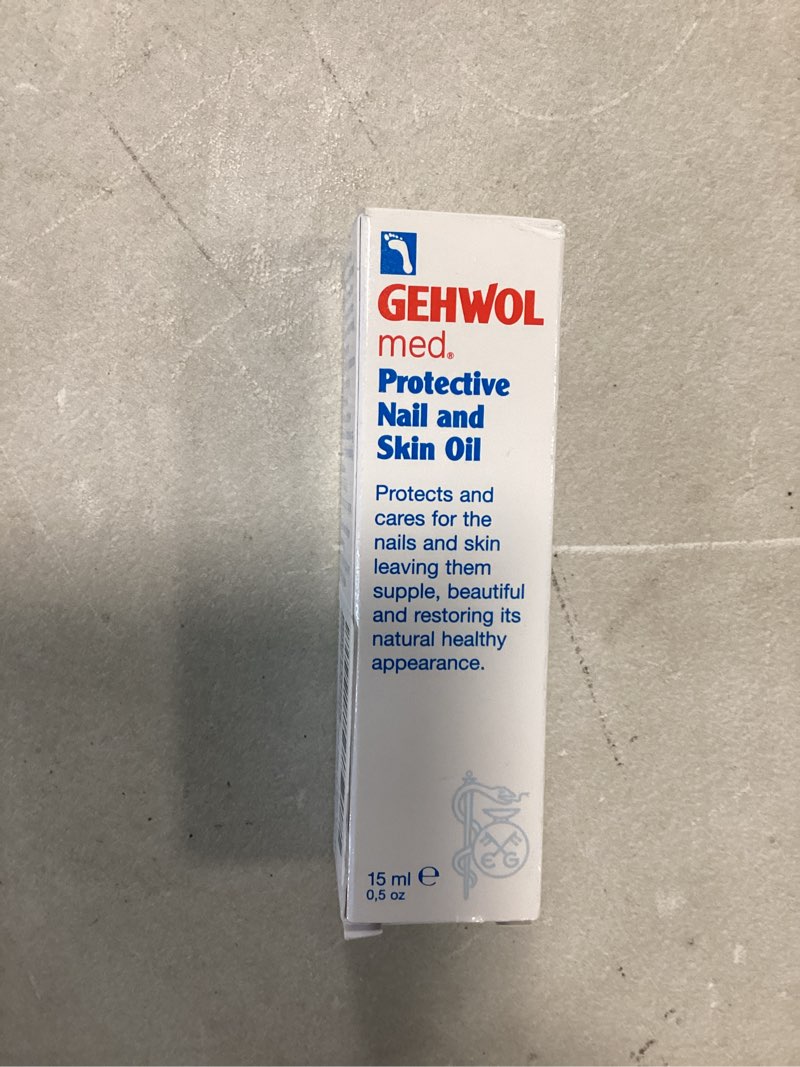 GEHWOL
med®
Protective
Nail and
Skin Oil
Protects and
cares for the
nails and skin
leaving them
supple, beautiful
and restoring its
natural healthy
appearance.
E G
15 ml ℮
0,5 oz